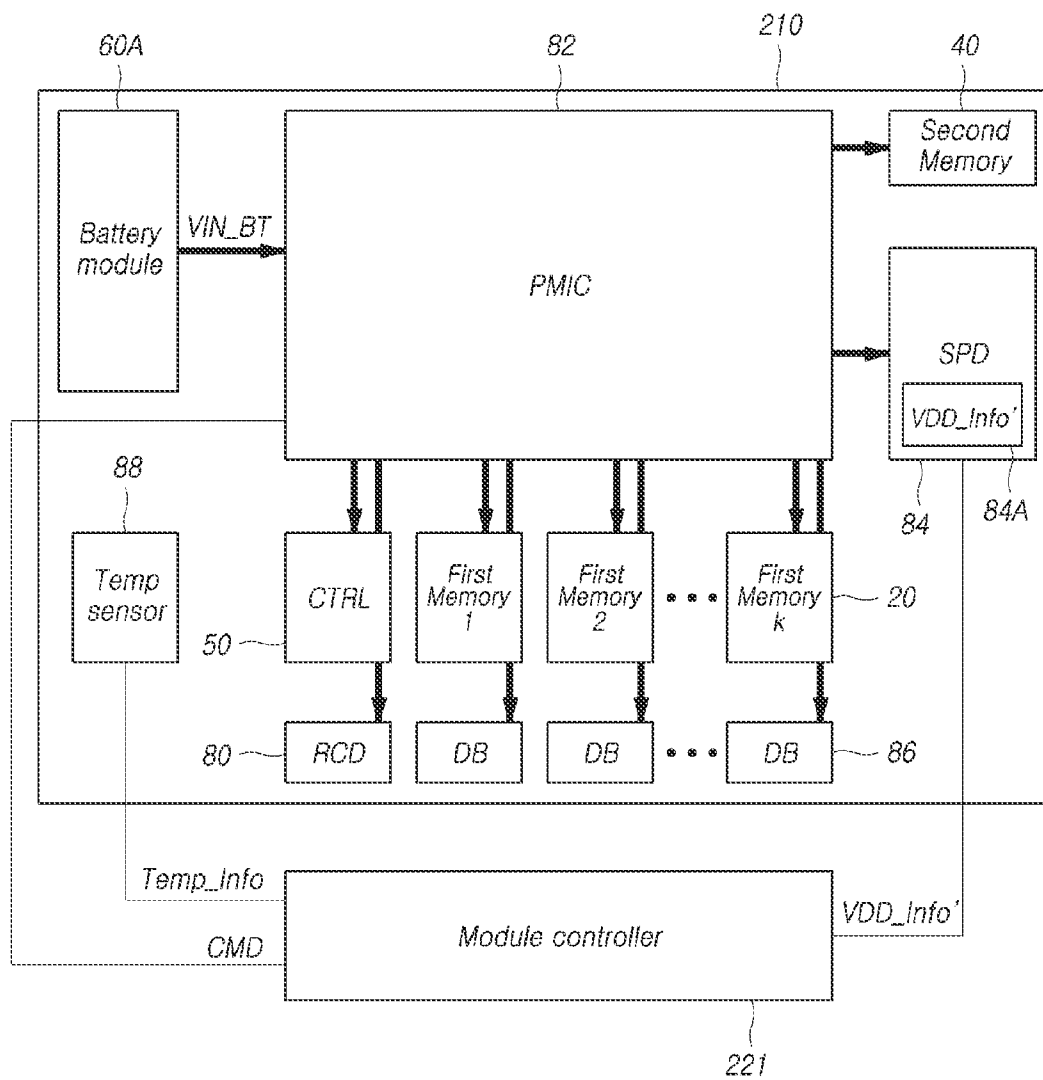 60A
82
210
40
Battery
module
VIN_BT
PMIC
Second
Memory
SPD
VDD_Info'
84
84A
88
Temp
sensor
CTRL
First
Memory
1
First
Memory
2
First
Memory
k
20
50
80
RCD
DB
DB
DB
86
Temp_Info
CMD
Module controller
VDD_Info'
221